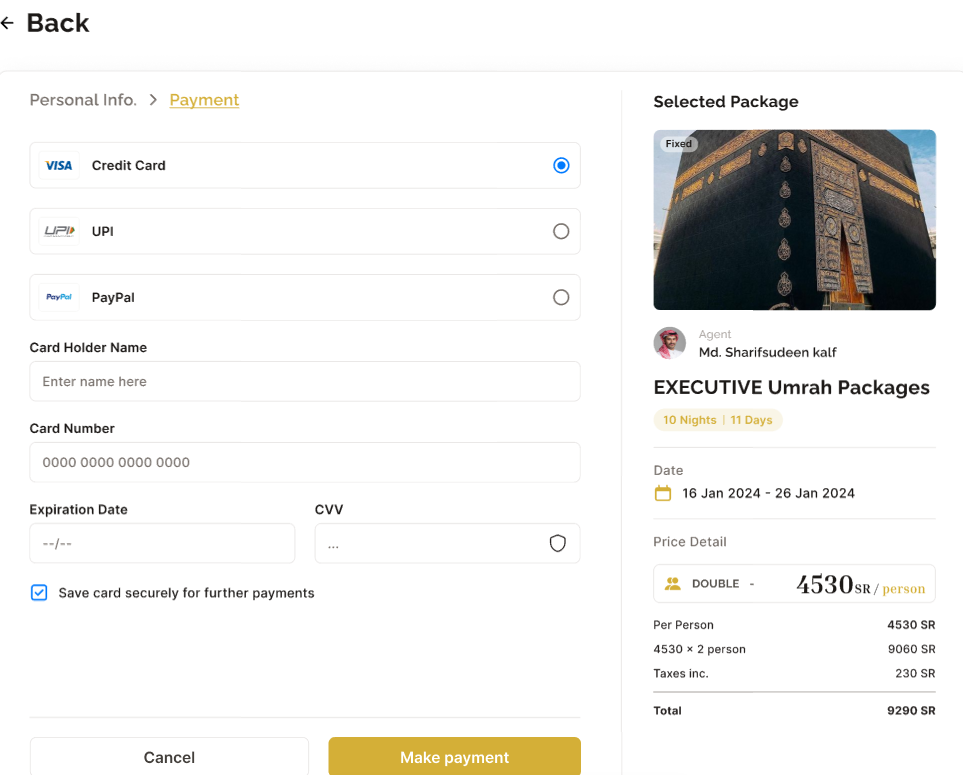 Back
Personal Info. > Payment
VISA Credit Card
UPI UPI
PayPal PayPal
Card Holder Name
Enter name here
Card Number
0000 0000 0000 0000
Expiration Date
--/--
CVV
...
Save card securely for further payments
Cancel
Make payment
Selected Package
Fixed
Agent
Md. Sharifsudeen kalf
EXECUTIVE Umrah Packages
10 Nights | 11 Days
Date
16 Jan 2024 - 26 Jan 2024
Price Detail
DOUBLE - 4530 SR / person
Per Person 4530 SR
4530 × 2 person 9060 SR
Taxes inc. 230 SR
Total 9290 SR